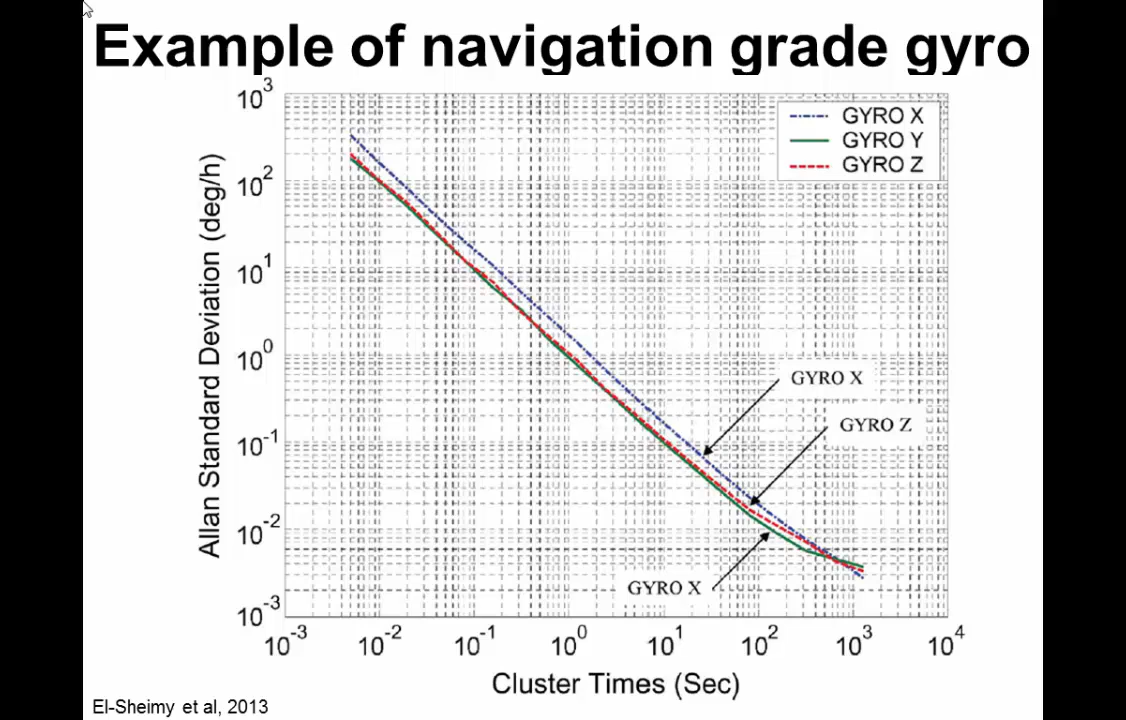 Example of navigation grade gyro
10^3
GYRO X
GYRO Y
GYRO Z
10^2
10^1
10^0
10^-1
10^-2
10^-3
Allan Standard Deviation (deg/h)
GYRO X
GYRO Z
GYRO X
10^-3 10^-2 10^-1 10^0 10^1 10^2 10^3 10^4
Cluster Times (Sec)
El-Sheimy et al, 2013